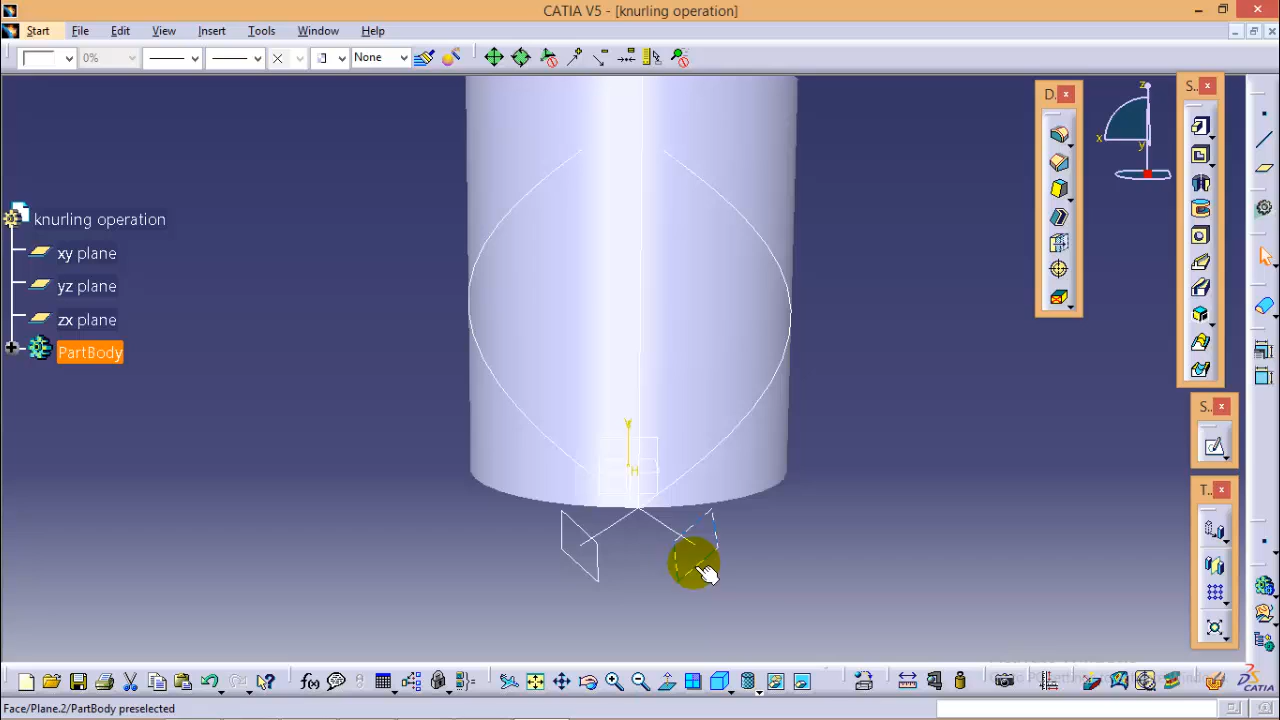 CATIA V5 - [knurling operation]
Start File Edit View Insert Tools Window Help
0% None
D.. S..
z
x
y
knurling operation
xy plane
yz plane
zx plane
PartBody
V
H
S..
T..
f(x)
CATIA
Face/Plane.2/PartBody preselected